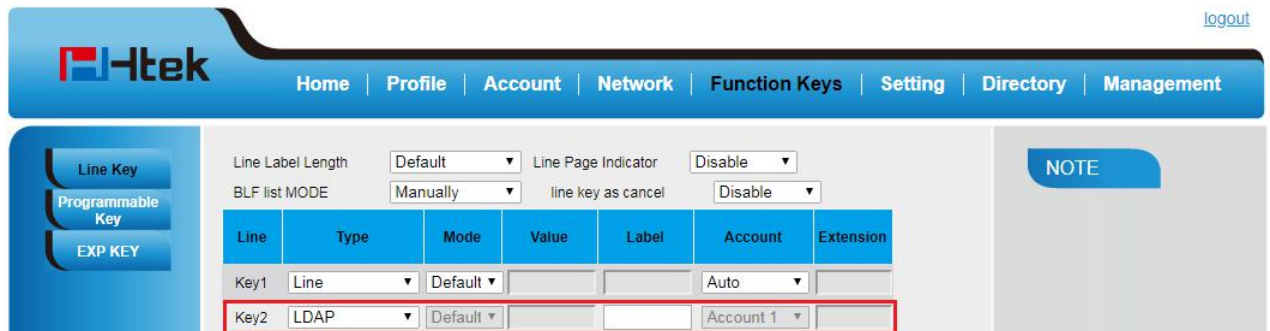 logout
Htek
Home | Profile | Account | Network | Function Keys | Setting | Directory | Management
Line Key
Programmable Key
EXP KEY
Line Label Length Default Line Page Indicator Disable
BLF list MODE Manually line key as cancel Disable
Line Type Mode Value Label Account Extension
Key1 Line Default Auto
Key2 LDAP Default Account 1
NOTE